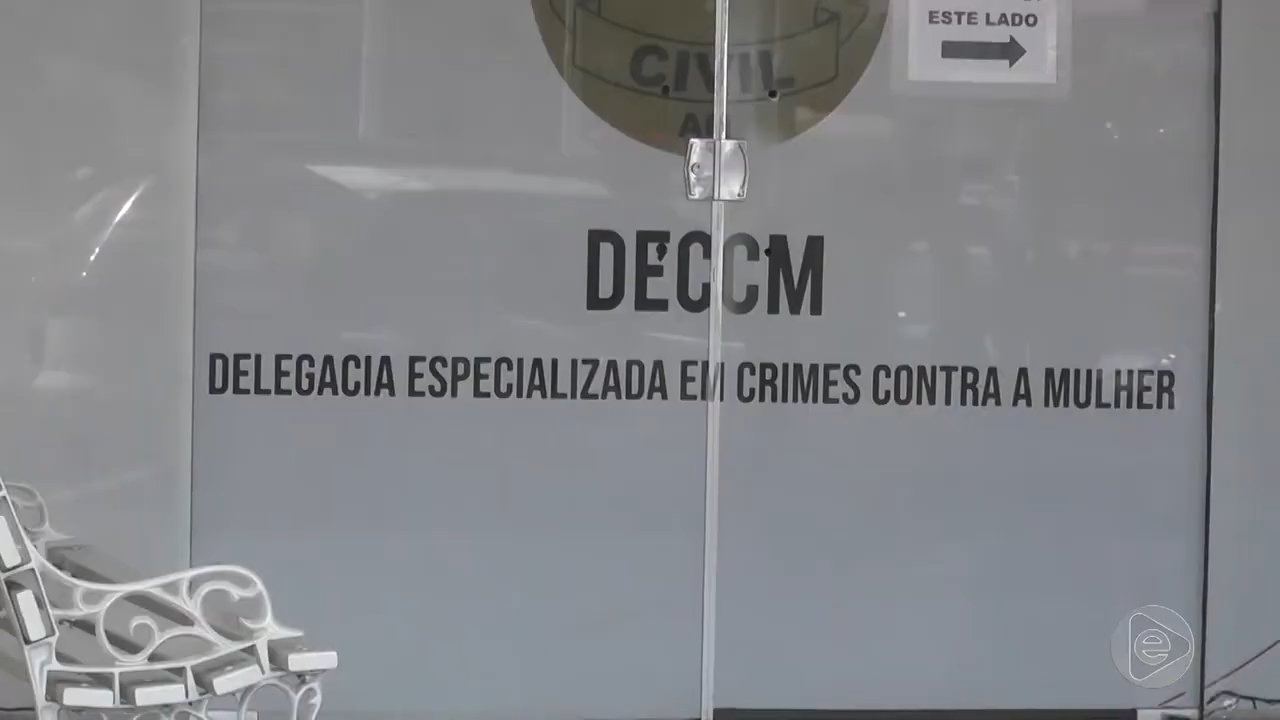 ESTE LADO
CIVIL
DECCM
DELEGACIA ESPECIALIZADA EM CRIMES CONTRA A MULHER
e